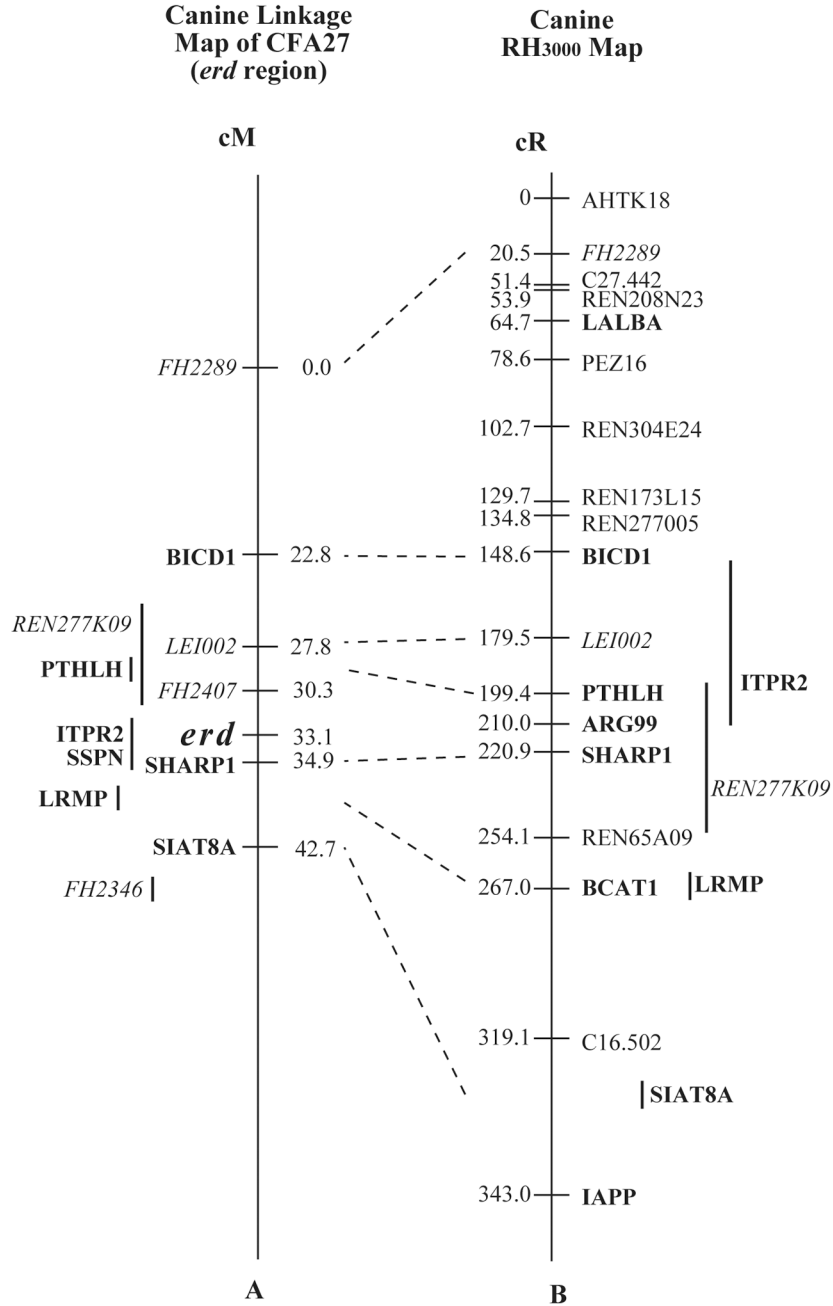 Canine Linkage
Map of CFA27
(erd region)
cM
FH2289 0.0
BICD1 22.8
REN277K09
LEI002 27.8
PTHLH
FH2407 30.3
ITPR2
erd 33.1
SSPN
SHARP1 34.9
LRMP
SIAT8A 42.7
FH2346
A
Canine
RH3000 Map
cR
0 AHTK18
20.5 FH2289
51.4 C27.442
53.9 REN208N23
64.7 LALBA
78.6 PEZ16
102.7 REN304E24
129.7 REN173L15
134.8 REN277005
148.6 BICD1
179.5 LEI002
ITPR2
199.4 PTHLH
210.0 ARG99
220.9 SHARP1
REN277K09
254.1 REN65A09
267.0 BCAT1 LRMP
319.1 C16.502
SIAT8A
343.0 IAPP
B